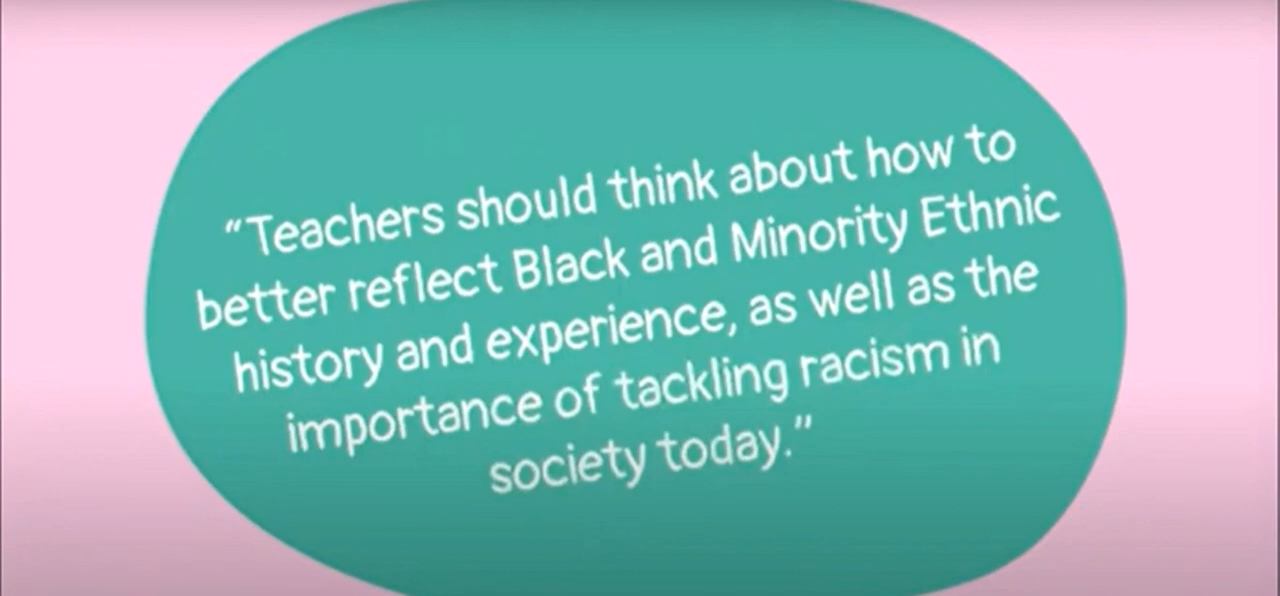 “Teachers should think about how to
better reflect Black and Minority Ethnic
history and experience, as well as the
importance of tackling racism in
society today.”